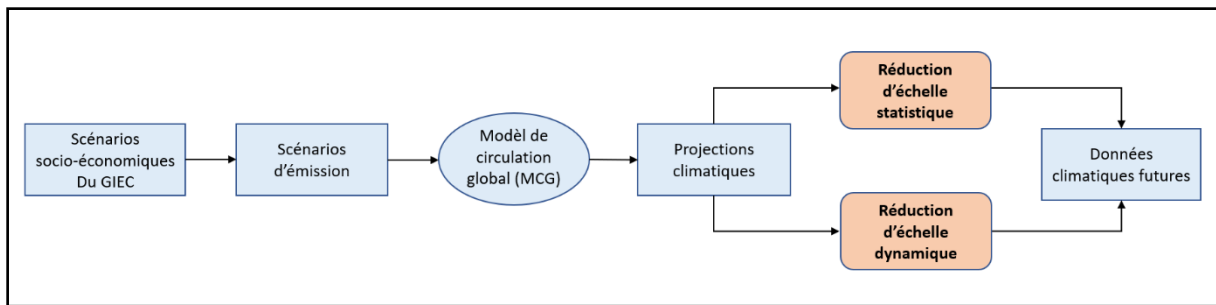 Scénarios
socio-économiques
Du GIEC
Scénarios
d'émission
Modèl de
circulation
global (MCG)
Projections
climatiques
Réduction
d'échelle
statistique
Réduction
d'échelle
dynamique
Données
climatiques futures